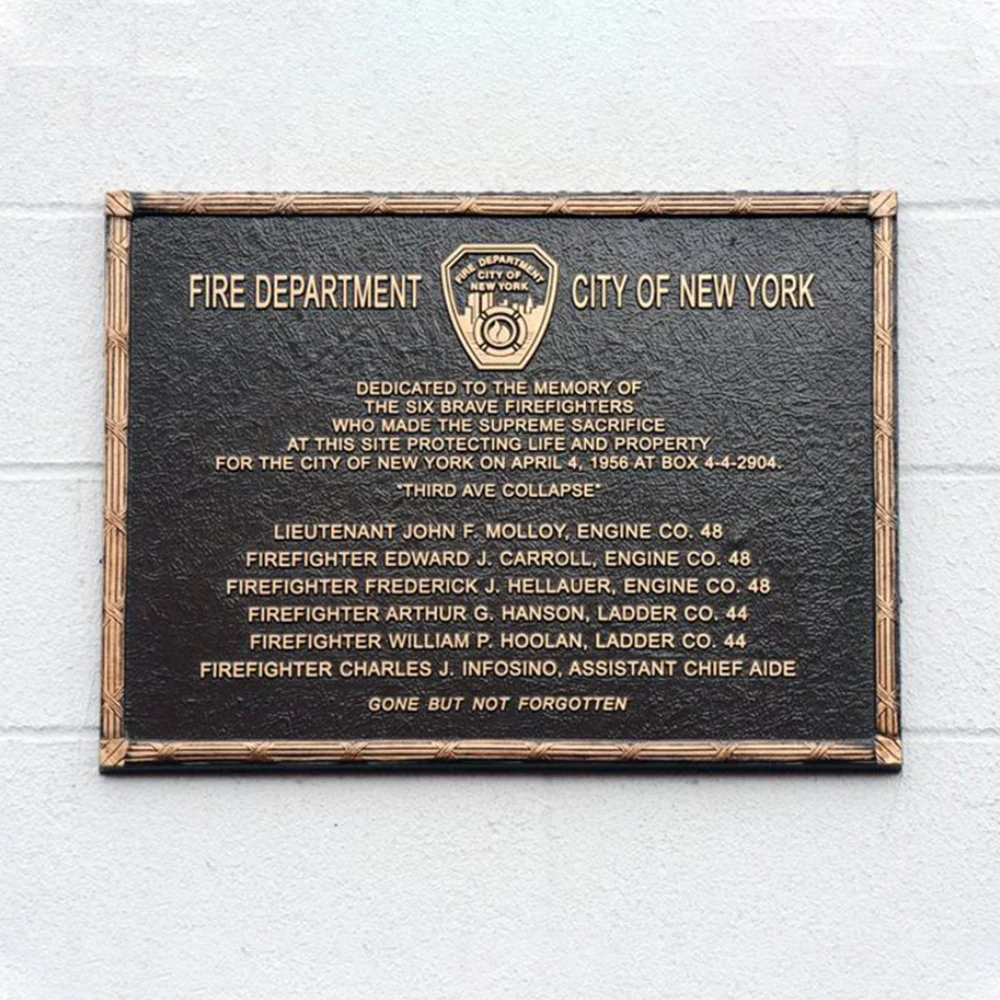 FIRE DEPARTMENT CITY OF NEW YORK
FIRE DEPARTMENT
CITY OF
NEW YORK
DEDICATED TO THE MEMORY OF
THE SIX BRAVE FIREFIGHTERS
WHO MADE THE SUPREME SACRIFICE
AT THIS SITE PROTECTING LIFE AND PROPERTY
FOR THE CITY OF NEW YORK ON APRIL 4, 1956 AT BOX 4-4-2904.
"THIRD AVE COLLAPSE"
LIEUTENANT JOHN F. MOLLOY, ENGINE CO. 48
FIREFIGHTER EDWARD J. CARROLL, ENGINE CO. 48
FIREFIGHTER FREDERICK J. HELLAUER, ENGINE CO. 48
FIREFIGHTER ARTHUR G. HANSON, LADDER CO. 44
FIREFIGHTER WILLIAM P. HOOLAN, LADDER CO. 44
FIREFIGHTER CHARLES J. INFOSINO, ASSISTANT CHIEF AIDE
GONE BUT NOT FORGOTTEN